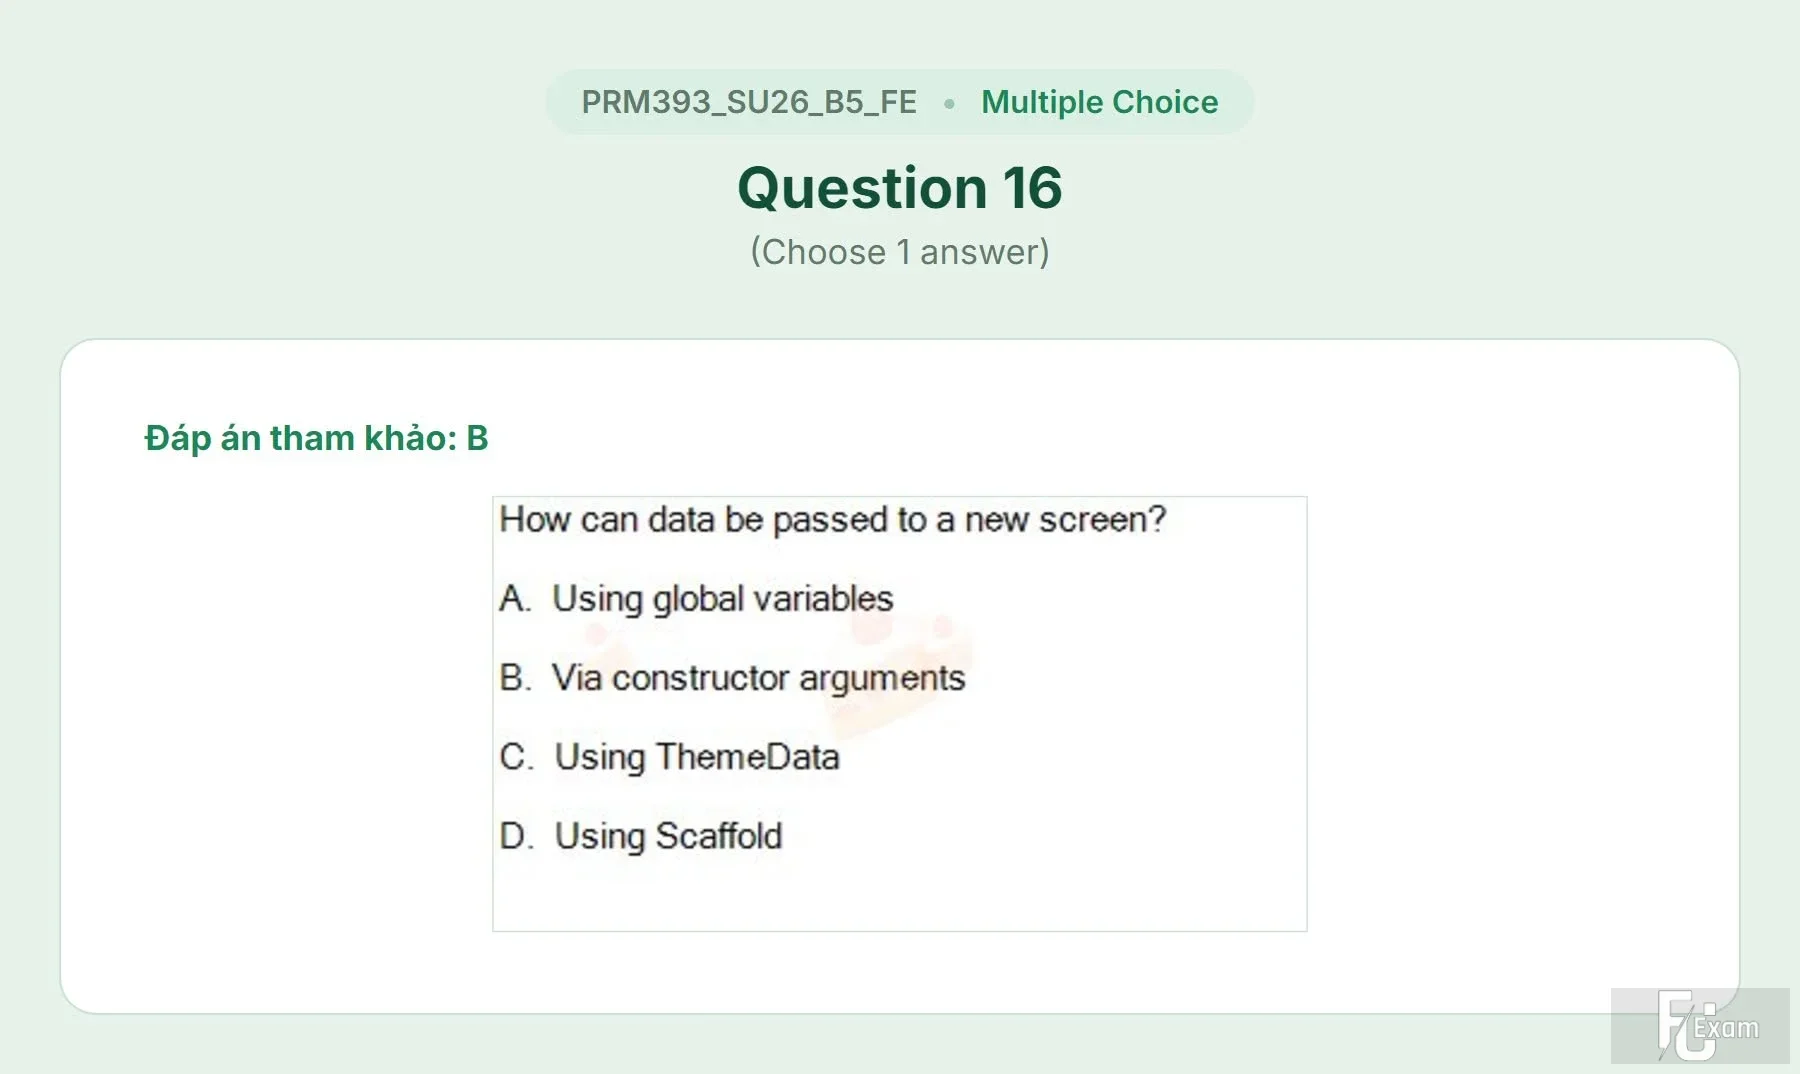 PRM393_SU26_B5_FE • Multiple Choice
Question 16
(Choose 1 answer)
Đáp án tham khảo: B
How can data be passed to a new screen?
A. Using global variables
B. Via constructor arguments
C. Using ThemeData
D. Using Scaffold
FU Exam